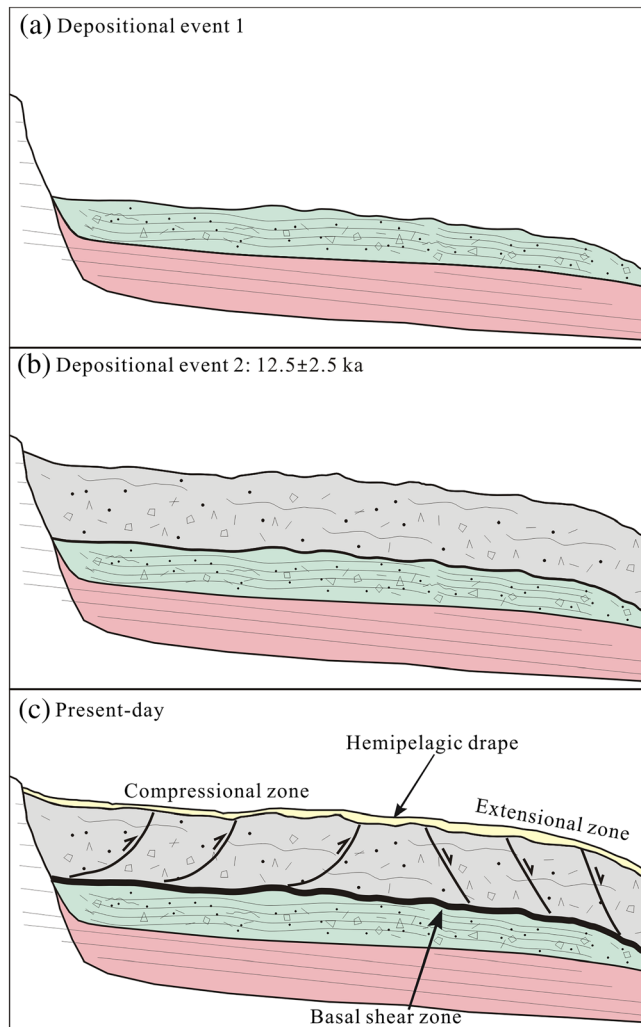 (a) Depositional event 1
(b) Depositional event 2: 12.5±2.5 ka
(c) Present-day
Hemipelagic drape
Compressional zone
Extensional zone
Basal shear zone